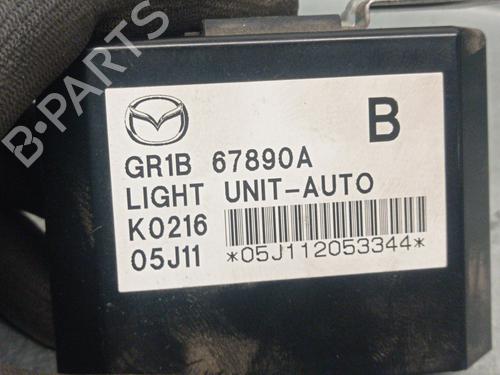 B
GR1B 67890A
LIGHT UNIT-AUTO
K0216
05J11 *05J112053344*
B-PARTS